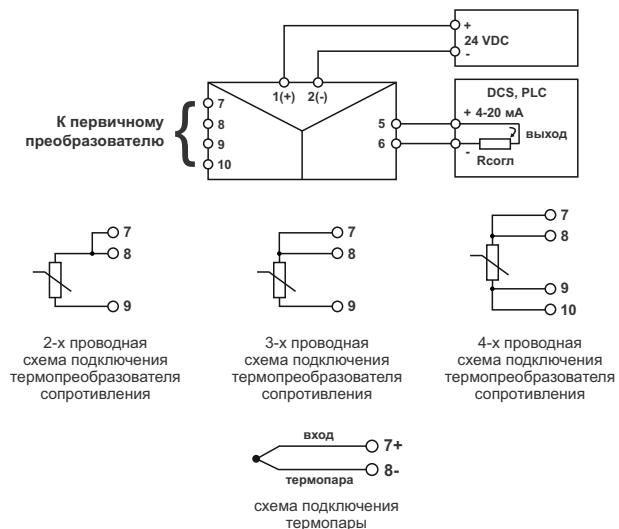 +
24 VDC
-
1(+) 2(-)
К первичному
преобразователю
7
8
9
10
5
6
DCS, PLC
+ 4-20 мА
выход
-
Rсогл
7
8
9
2-х проводная
схема подключения
термопреобразователя
сопротивления
7
8
9
3-х проводная
схема подключения
термопреобразователя
сопротивления
7
8
9
10
4-х проводная
схема подключения
термопреобразователя
сопротивления
вход
7+
8-
термопара
схема подключения
термопары